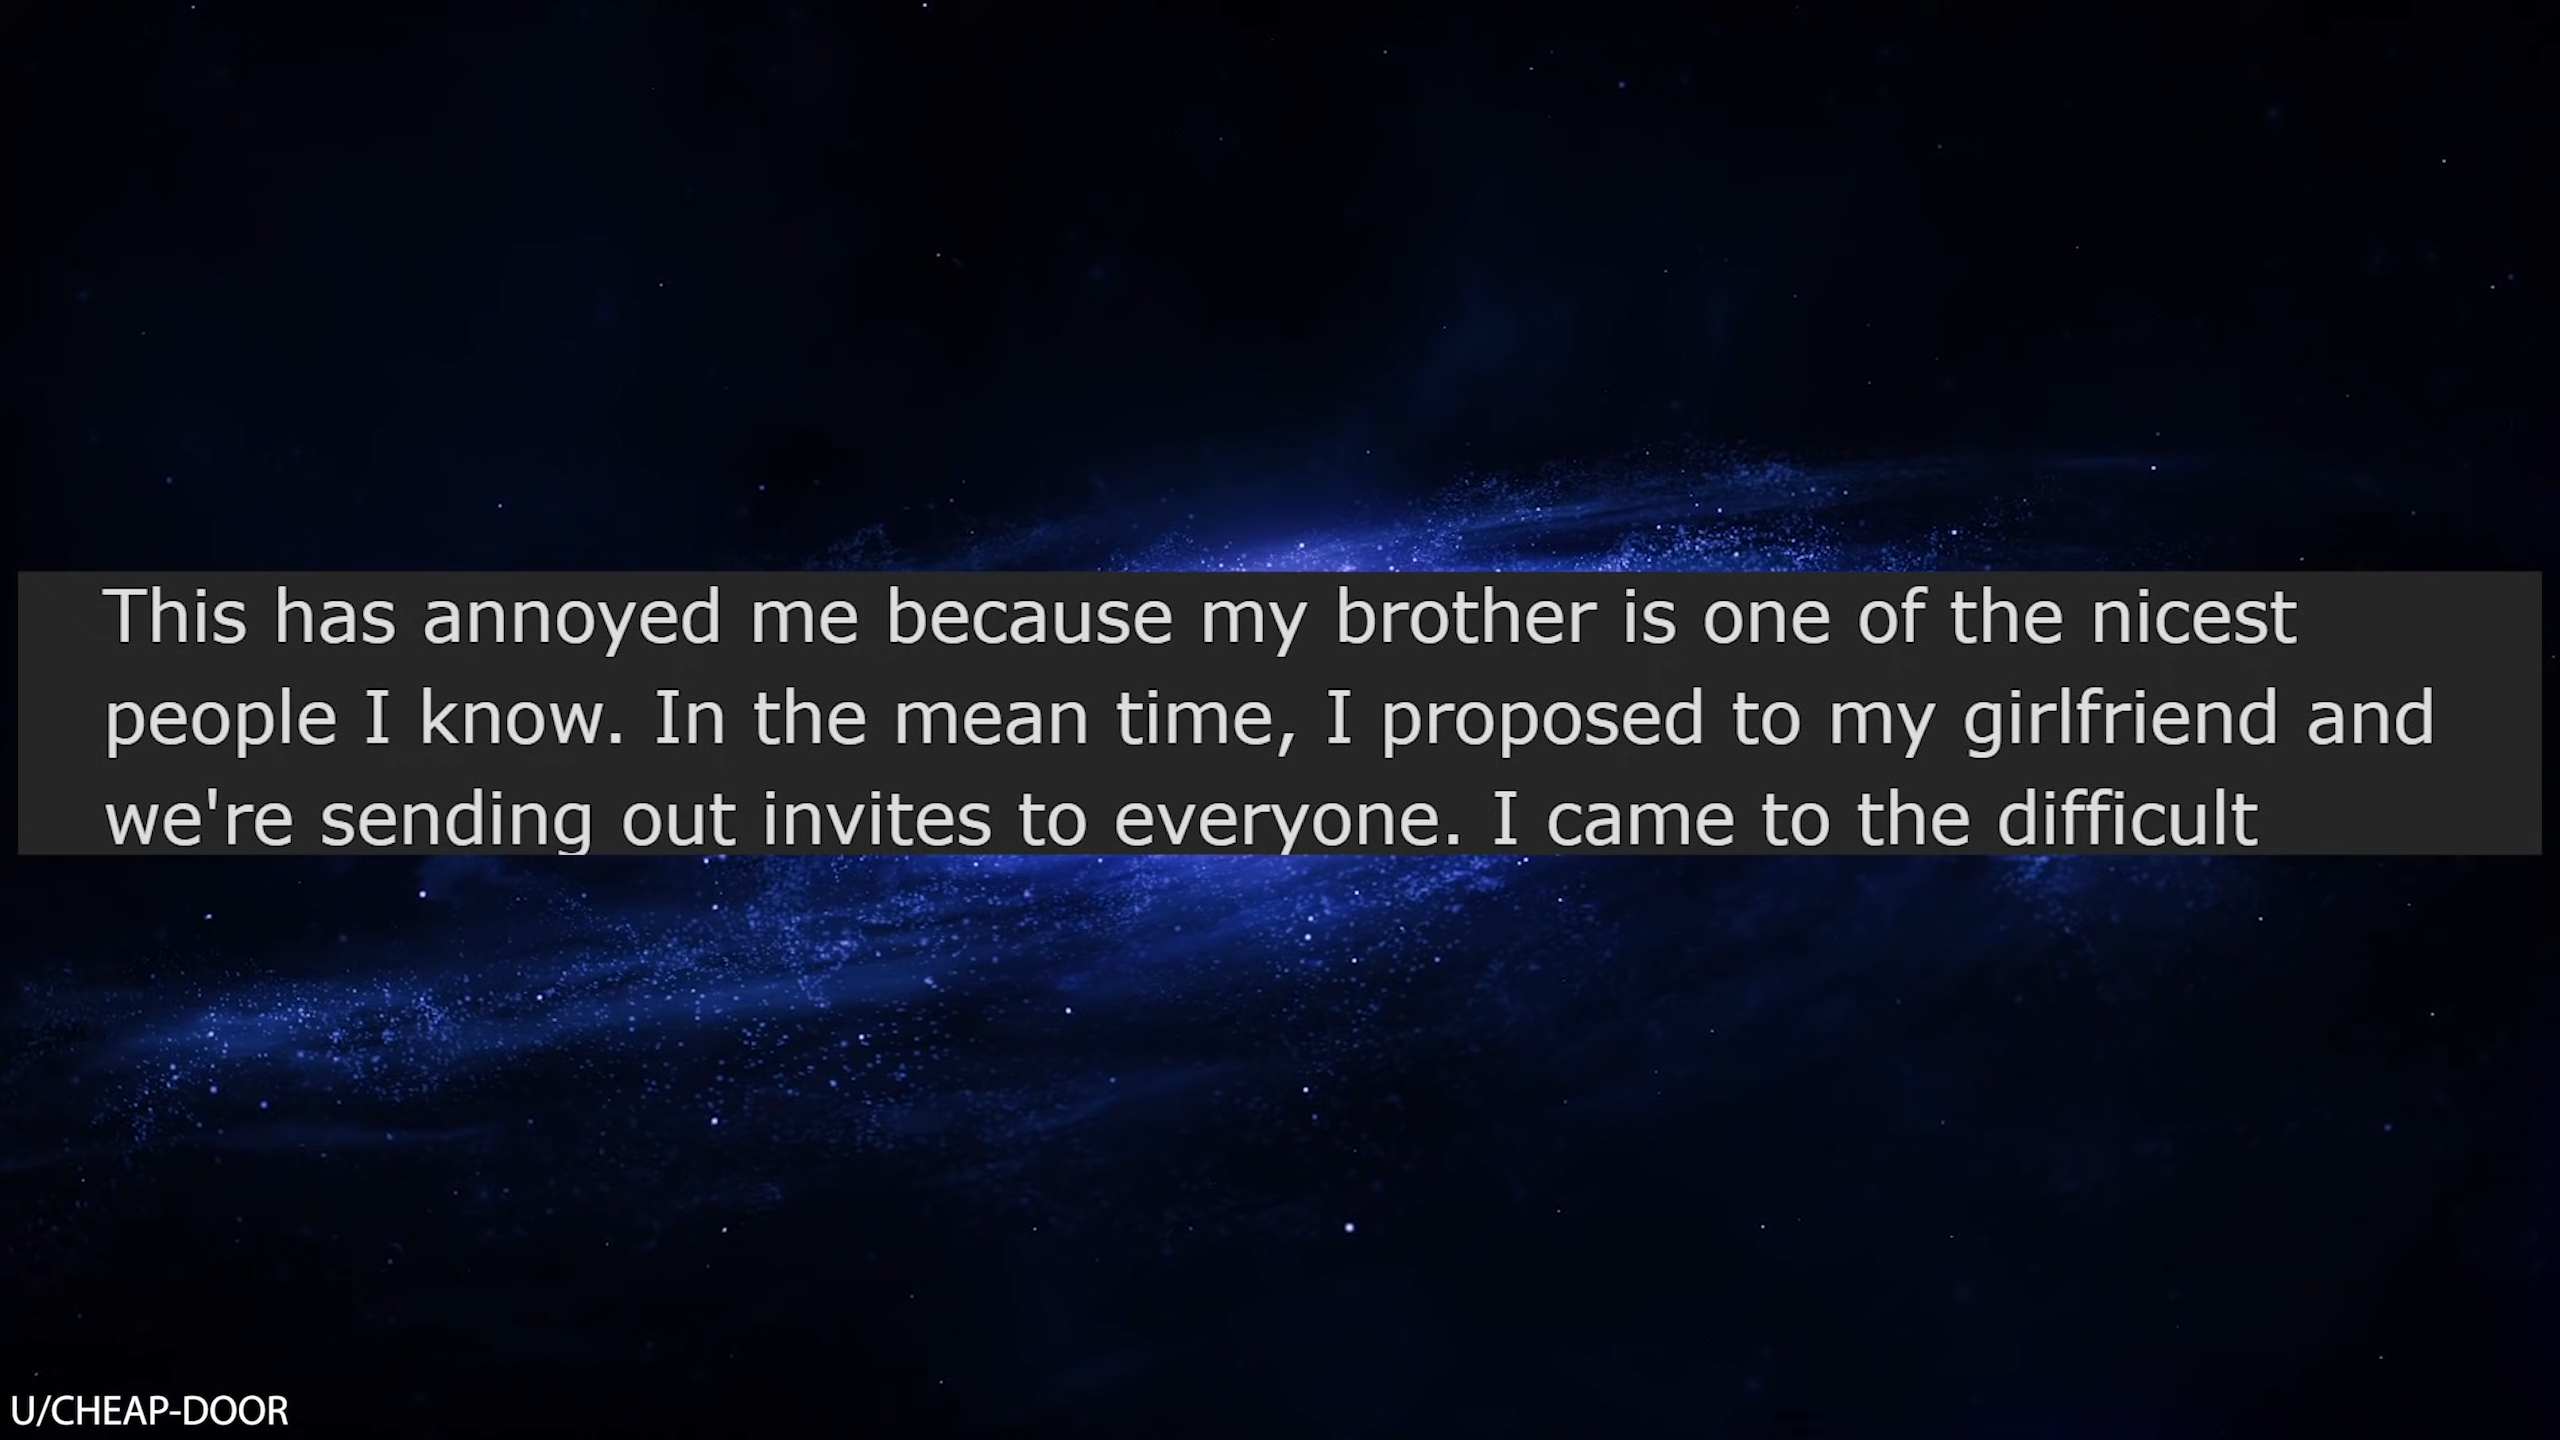 This has annoyed me because my brother is one of the nicest
people I know. In the mean time, I proposed to my girlfriend and
we're sending out invites to everyone. I came to the difficult
U/CHEAP-DOOR